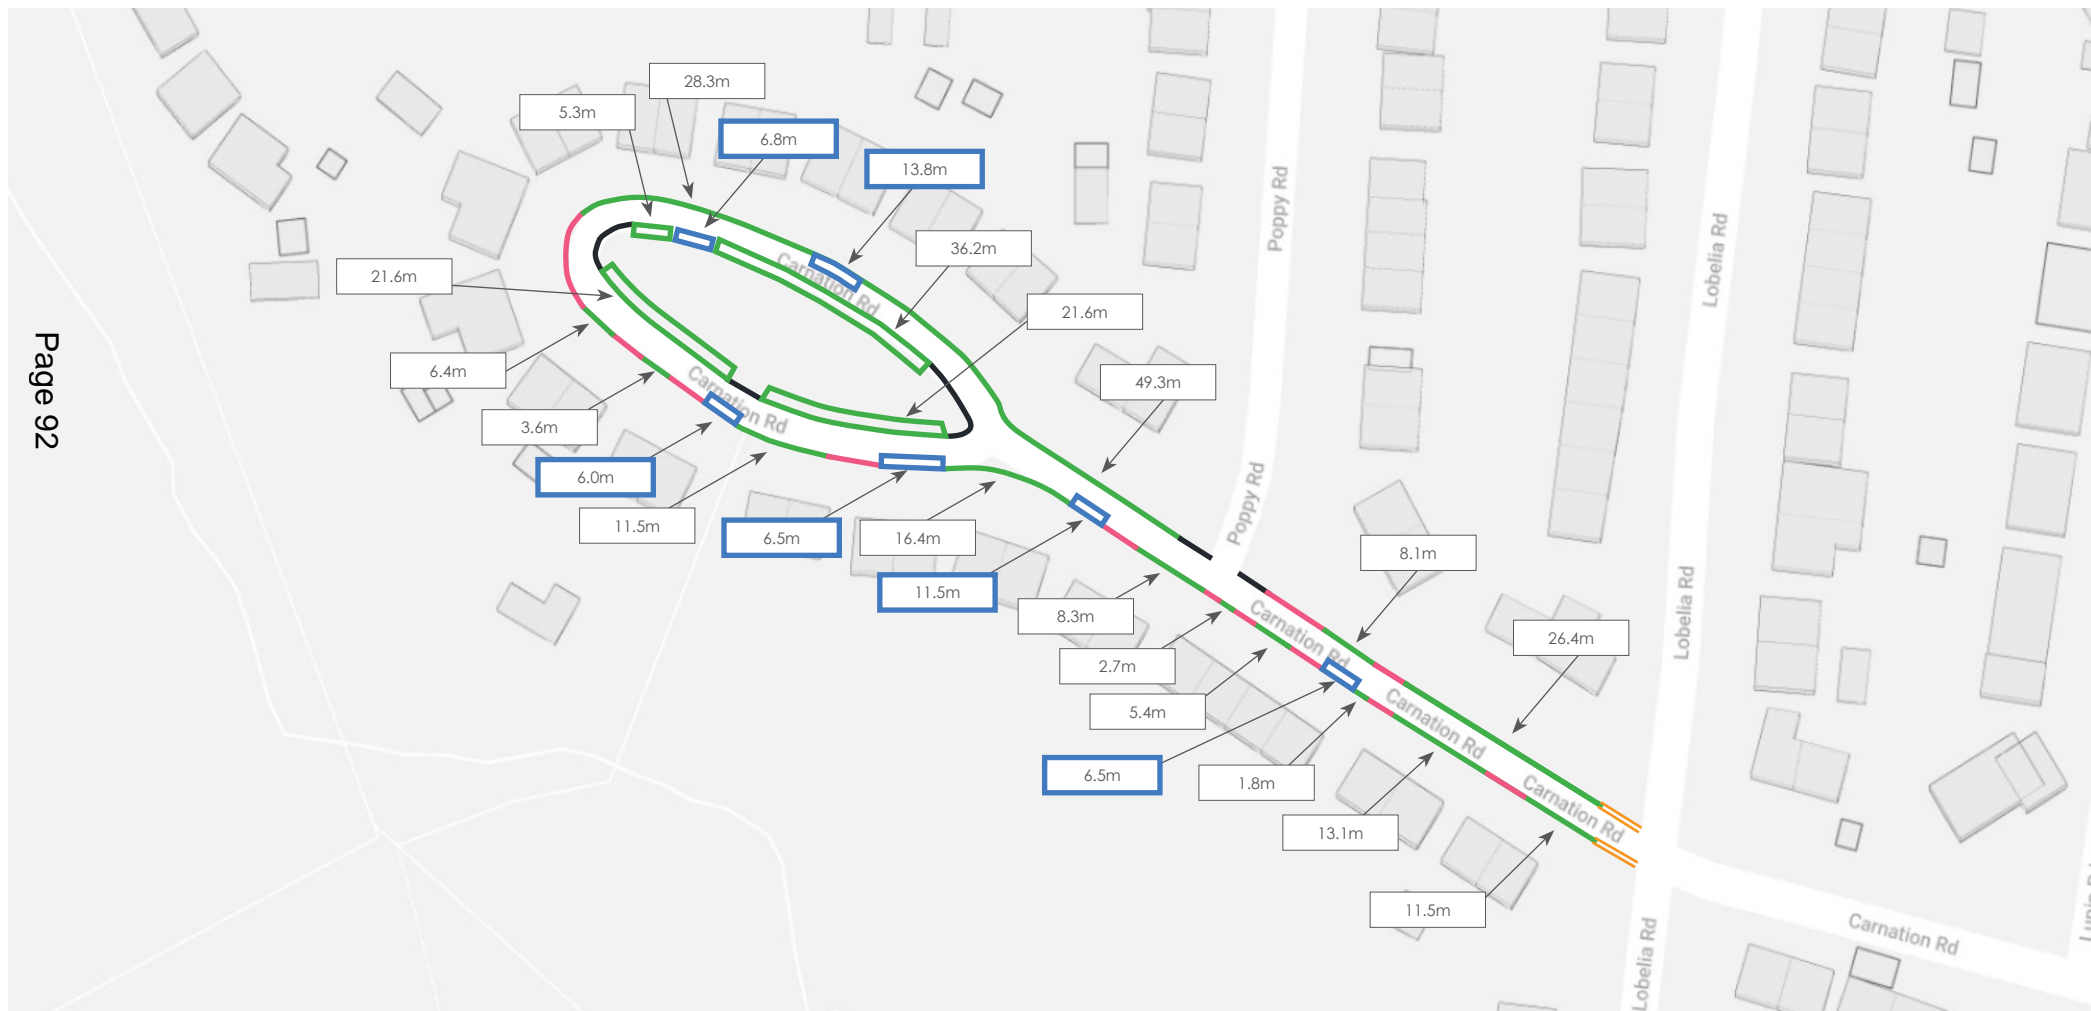 28.3m
5.3m
6.8m
13.8m
36.2m
21.6m
21.6m
6.4m
49.3m
3.6m
6.0m
11.5m
6.5m
16.4m
11.5m
8.3m
8.1m
2.7m
26.4m
5.4m
6.5m
1.8m
13.1m
11.5m
Carnation Rd
Carnation Rd
Carnation Rd
Carnation Rd
Carnation Rd
Carnation Rd
Poppy Rd
Poppy Rd
Lobelia Rd
Lobelia Rd
Lobelia Rd
Page 92